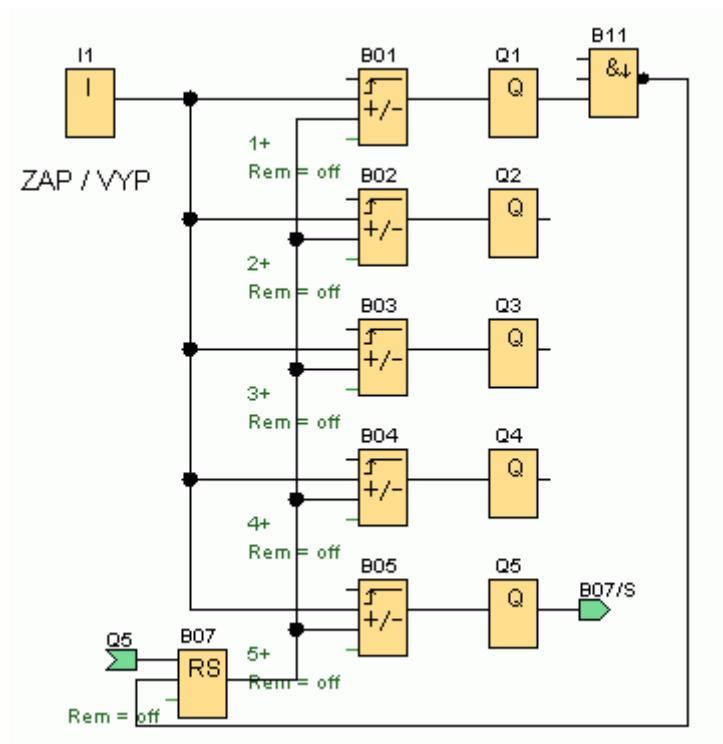 I1
I
ZAP / VYP
B01
+/-
1+
Rem = off
Q1
Q
B11
&↓
B02
+/-
2+
Rem = off
Q2
Q
B03
+/-
3+
Rem = off
Q3
Q
B04
+/-
4+
Rem = off
Q4
Q
B05
+/-
5+
Rem = off
Q5
Q
B07/S
Q5
B07
RS
Rem = off